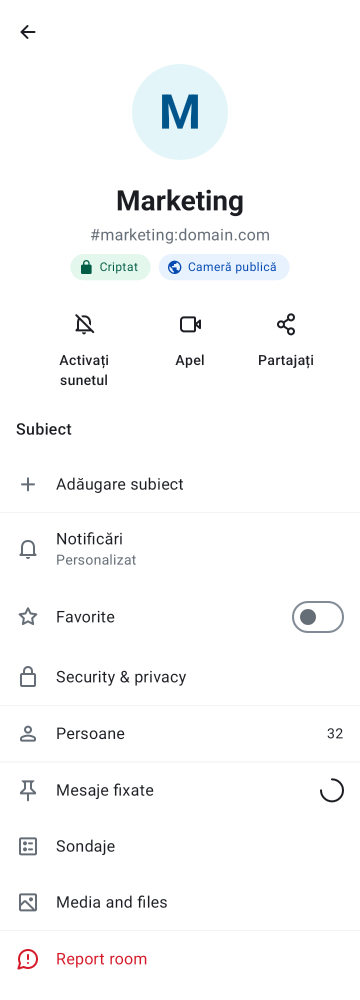 M
Marketing
#marketing:domain.com
Criptat
Cameră publică
Activați
sunetul
Apel
Partajați
Subiect
Adăugare subiect
Notificări
Personalizat
Favorite
Security & privacy
Persoane
32
Mesaje fixate
Sondaje
Media and files
Report room